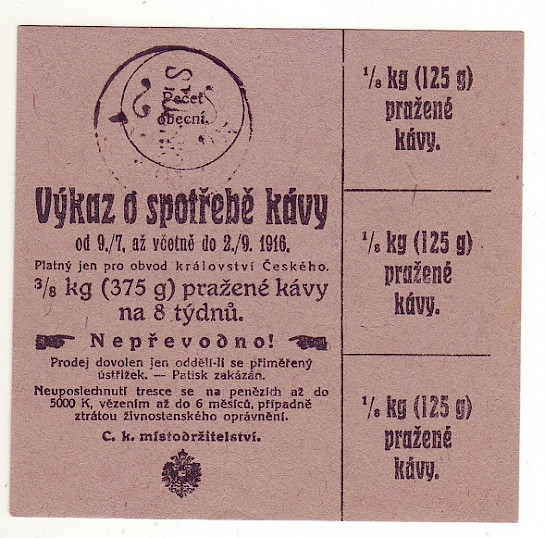 Pečeť
obecní.
Výkaz o spotřebě kávy
od 9./7. až včetně do 2./9. 1916.
Platný jen pro obvod království Českého.
3/8 kg (375 g) pražené kávy
na 8 týdnů.
Nepřevodno!
Prodej dovolen jen oddělí-li se přiměřený
ústřižek. — Patisk zakázán.
Neuposlechnutí tresce se na penězích až do
5000 K, vězením až do 6 měsíců, případně
ztrátou živnostenského oprávnění.
C. k. místodržitelství.
1/8 kg (125 g)
pražené
kávy.
1/8 kg (125 g)
pražené
kávy.
1/8 kg (125 g)
pražené
kávy.